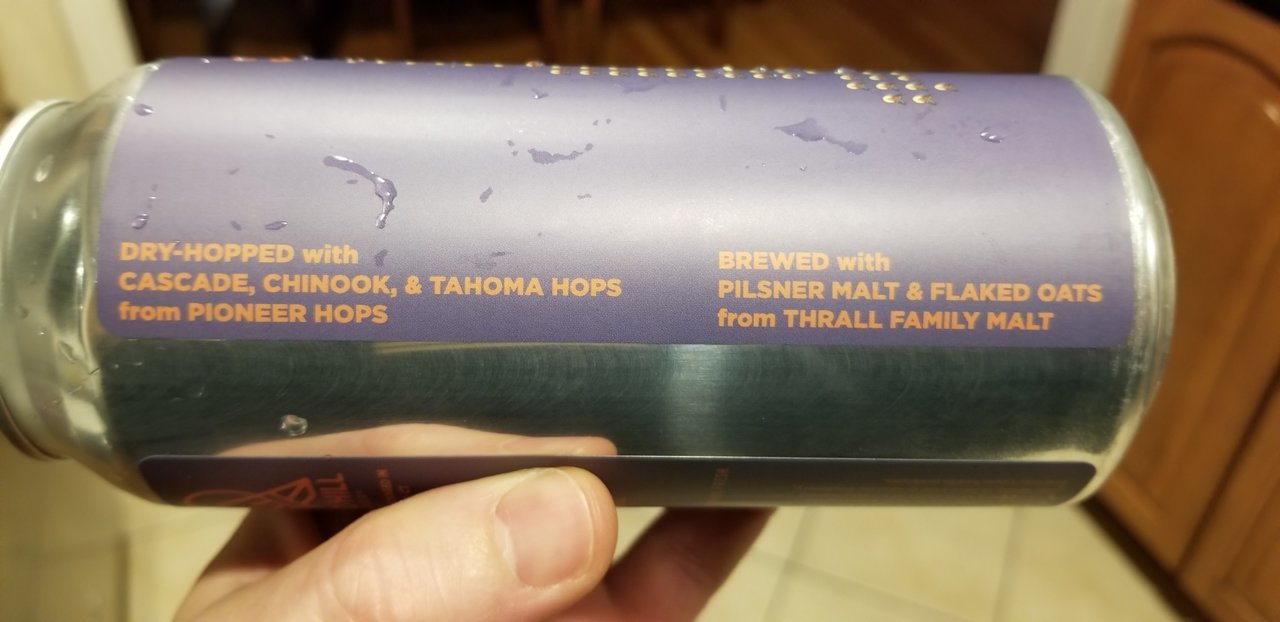 DRY-HOPPED with
CASCADE, CHINOOK, & TAHOMA HOPS
from PIONEER HOPS
BREWED with
PILSNER MALT & FLAKED OATS
from THRALL FAMILY MALT